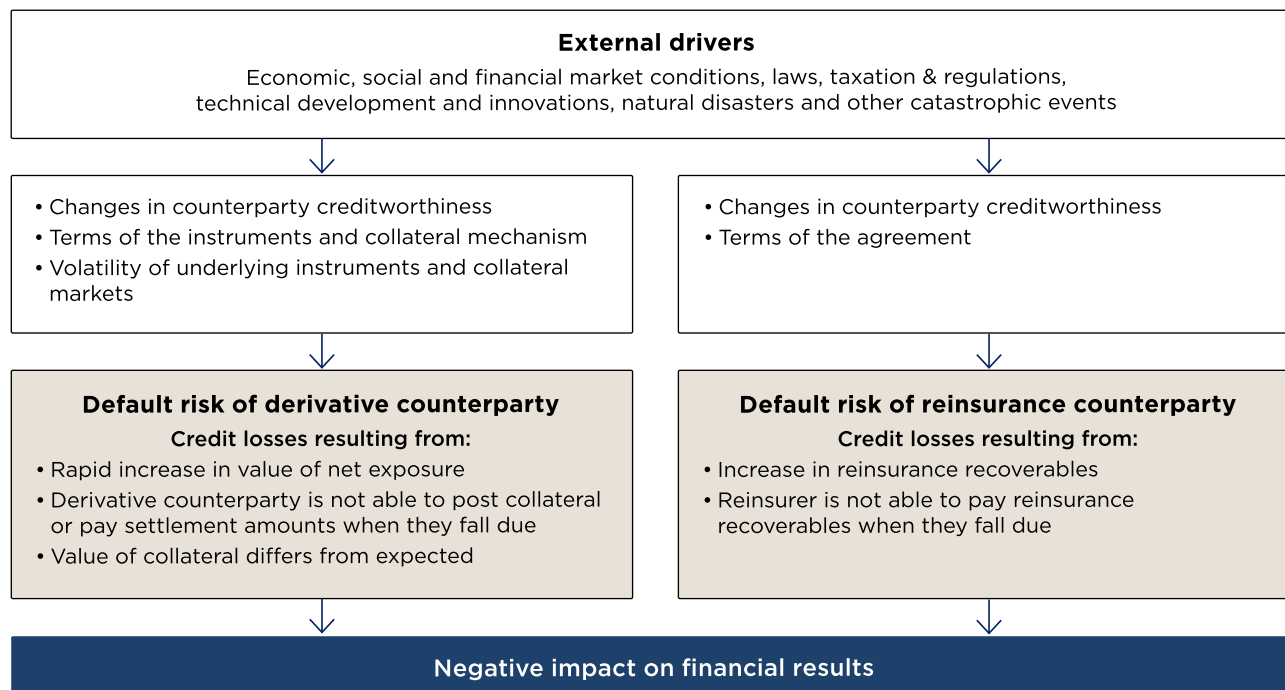 External drivers
Economic, social and financial market conditions, laws, taxation & regulations,
technical development and innovations, natural disasters and other catastrophic events
• Changes in counterparty creditworthiness
• Terms of the instruments and collateral mechanism
• Volatility of underlying instruments and collateral
markets
• Changes in counterparty creditworthiness
• Terms of the agreement
Default risk of derivative counterparty
Credit losses resulting from:
• Rapid increase in value of net exposure
• Derivative counterparty is not able to post collateral
or pay settlement amounts when they fall due
• Value of collateral differs from expected
Default risk of reinsurance counterparty
Credit losses resulting from:
• Increase in reinsurance recoverables
• Reinsurer is not able to pay reinsurance
recoverables when they fall due
Negative impact on financial results